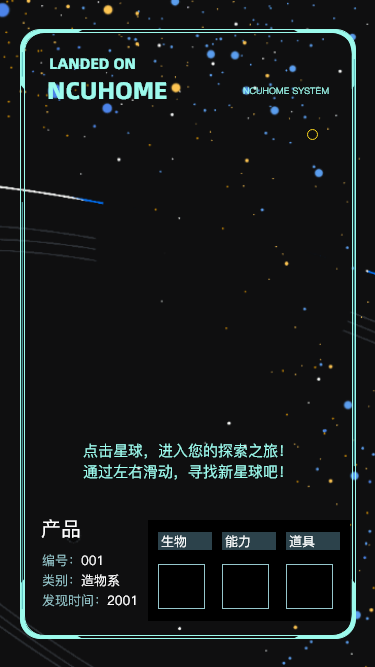 LANDED ON
NCUHOME
NCUHOME SYSTEM
点击星球，进入您的探索之旅！
通过左右滑动，寻找新星球吧！
产品
编号：001
类别：造物系
发现时间：2001
生物
能力
道具